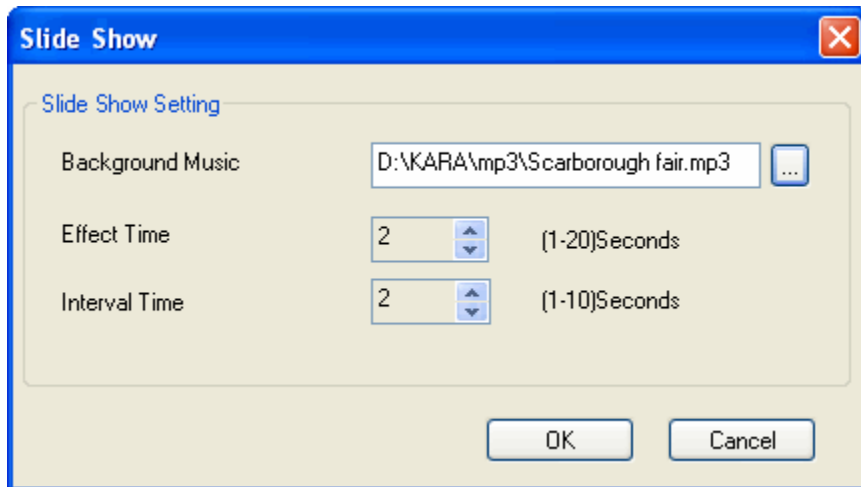 Slide Show
Slide Show Setting
Background Music D:\KARA\mp3\Scarborough fair.mp3 ...
Effect Time 2 (1-20)Seconds
Interval Time 2 (1-10)Seconds
OK Cancel